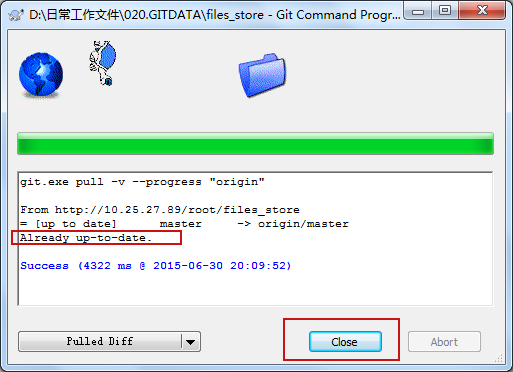 D:\日常工作文件\020.GITDATA\files_store - Git Command Progr...
git.exe pull -v --progress "origin"
From http://10.25.27.89/root/files_store
= [up to date]      master     -> origin/master
Already up-to-date.
Success (4322 ms @ 2015-06-30 20:09:52)
Pulled Diff
Close
Abort